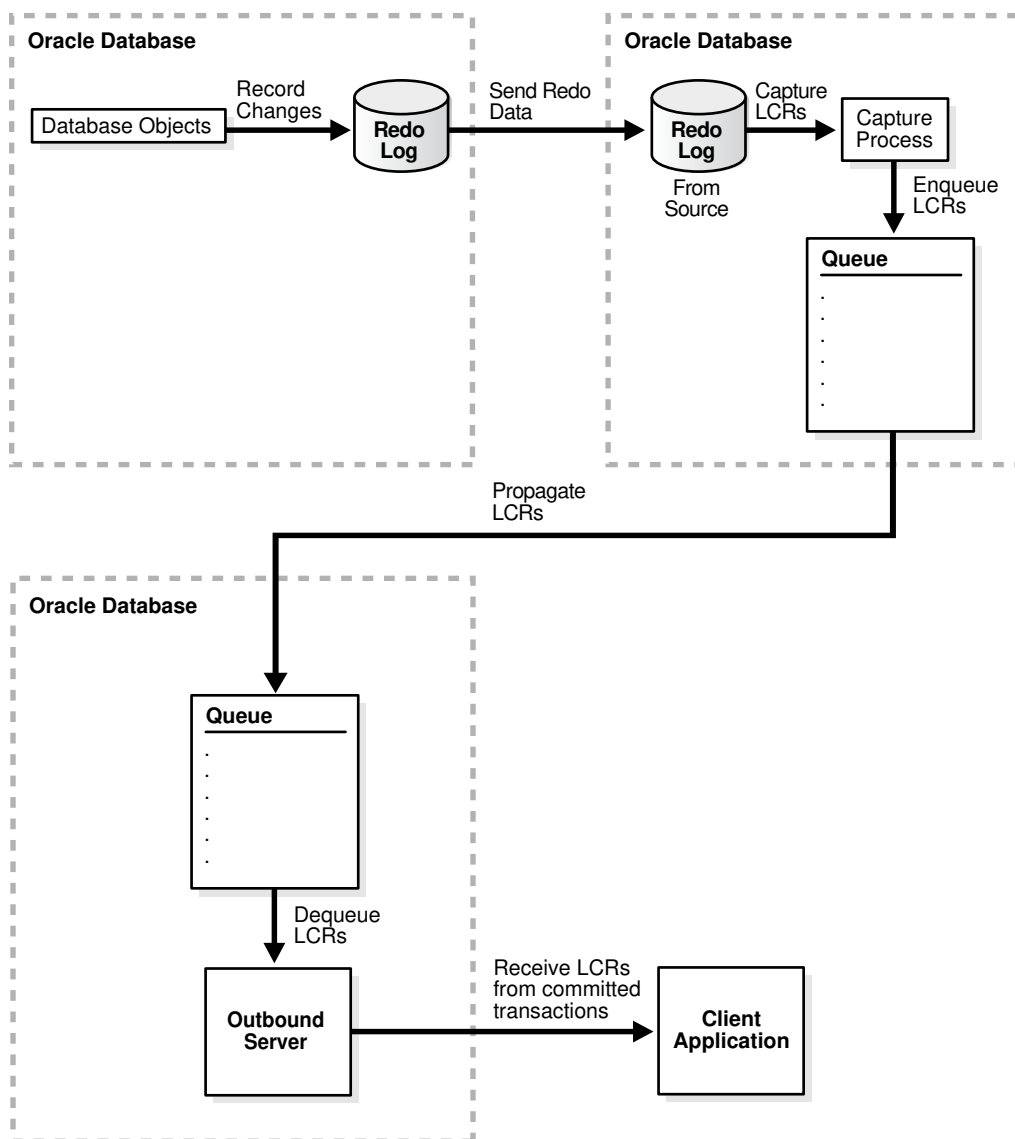 Oracle Database
Database Objects
Record
Changes
Redo
Log
Send Redo
Data
Oracle Database
Redo
Log
From
Source
Capture
LCRs
Capture
Process
Enqueue
LCRs
Queue
.
.
.
.
.
.
Propagate
LCRs
Oracle Database
Queue
.
.
.
.
.
.
Dequeue
LCRs
Outbound
Server
Receive LCRs
from committed
transactions
Client
Application